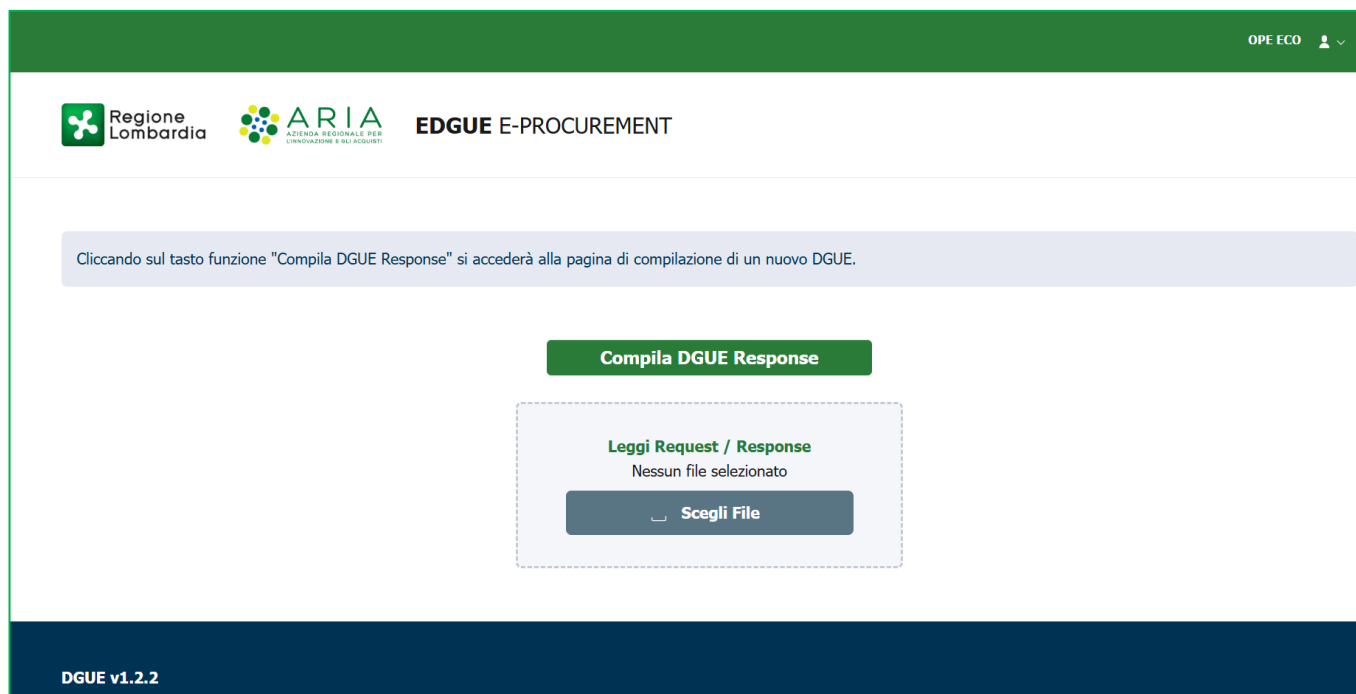 OPE ECO
Regione
Lombardia
ARIA
AZIENDA REGIONALE PER
L'INNOVAZIONE E GLI ACQUISTI
EDGUE E-PROCUREMENT
Cliccando sul tasto funzione "Compila DGUE Response" si accederà alla pagina di compilazione di un nuovo DGUE.
Compila DGUE Response
Leggi Request / Response
Nessun file selezionato
Scegli File
DGUE v1.2.2